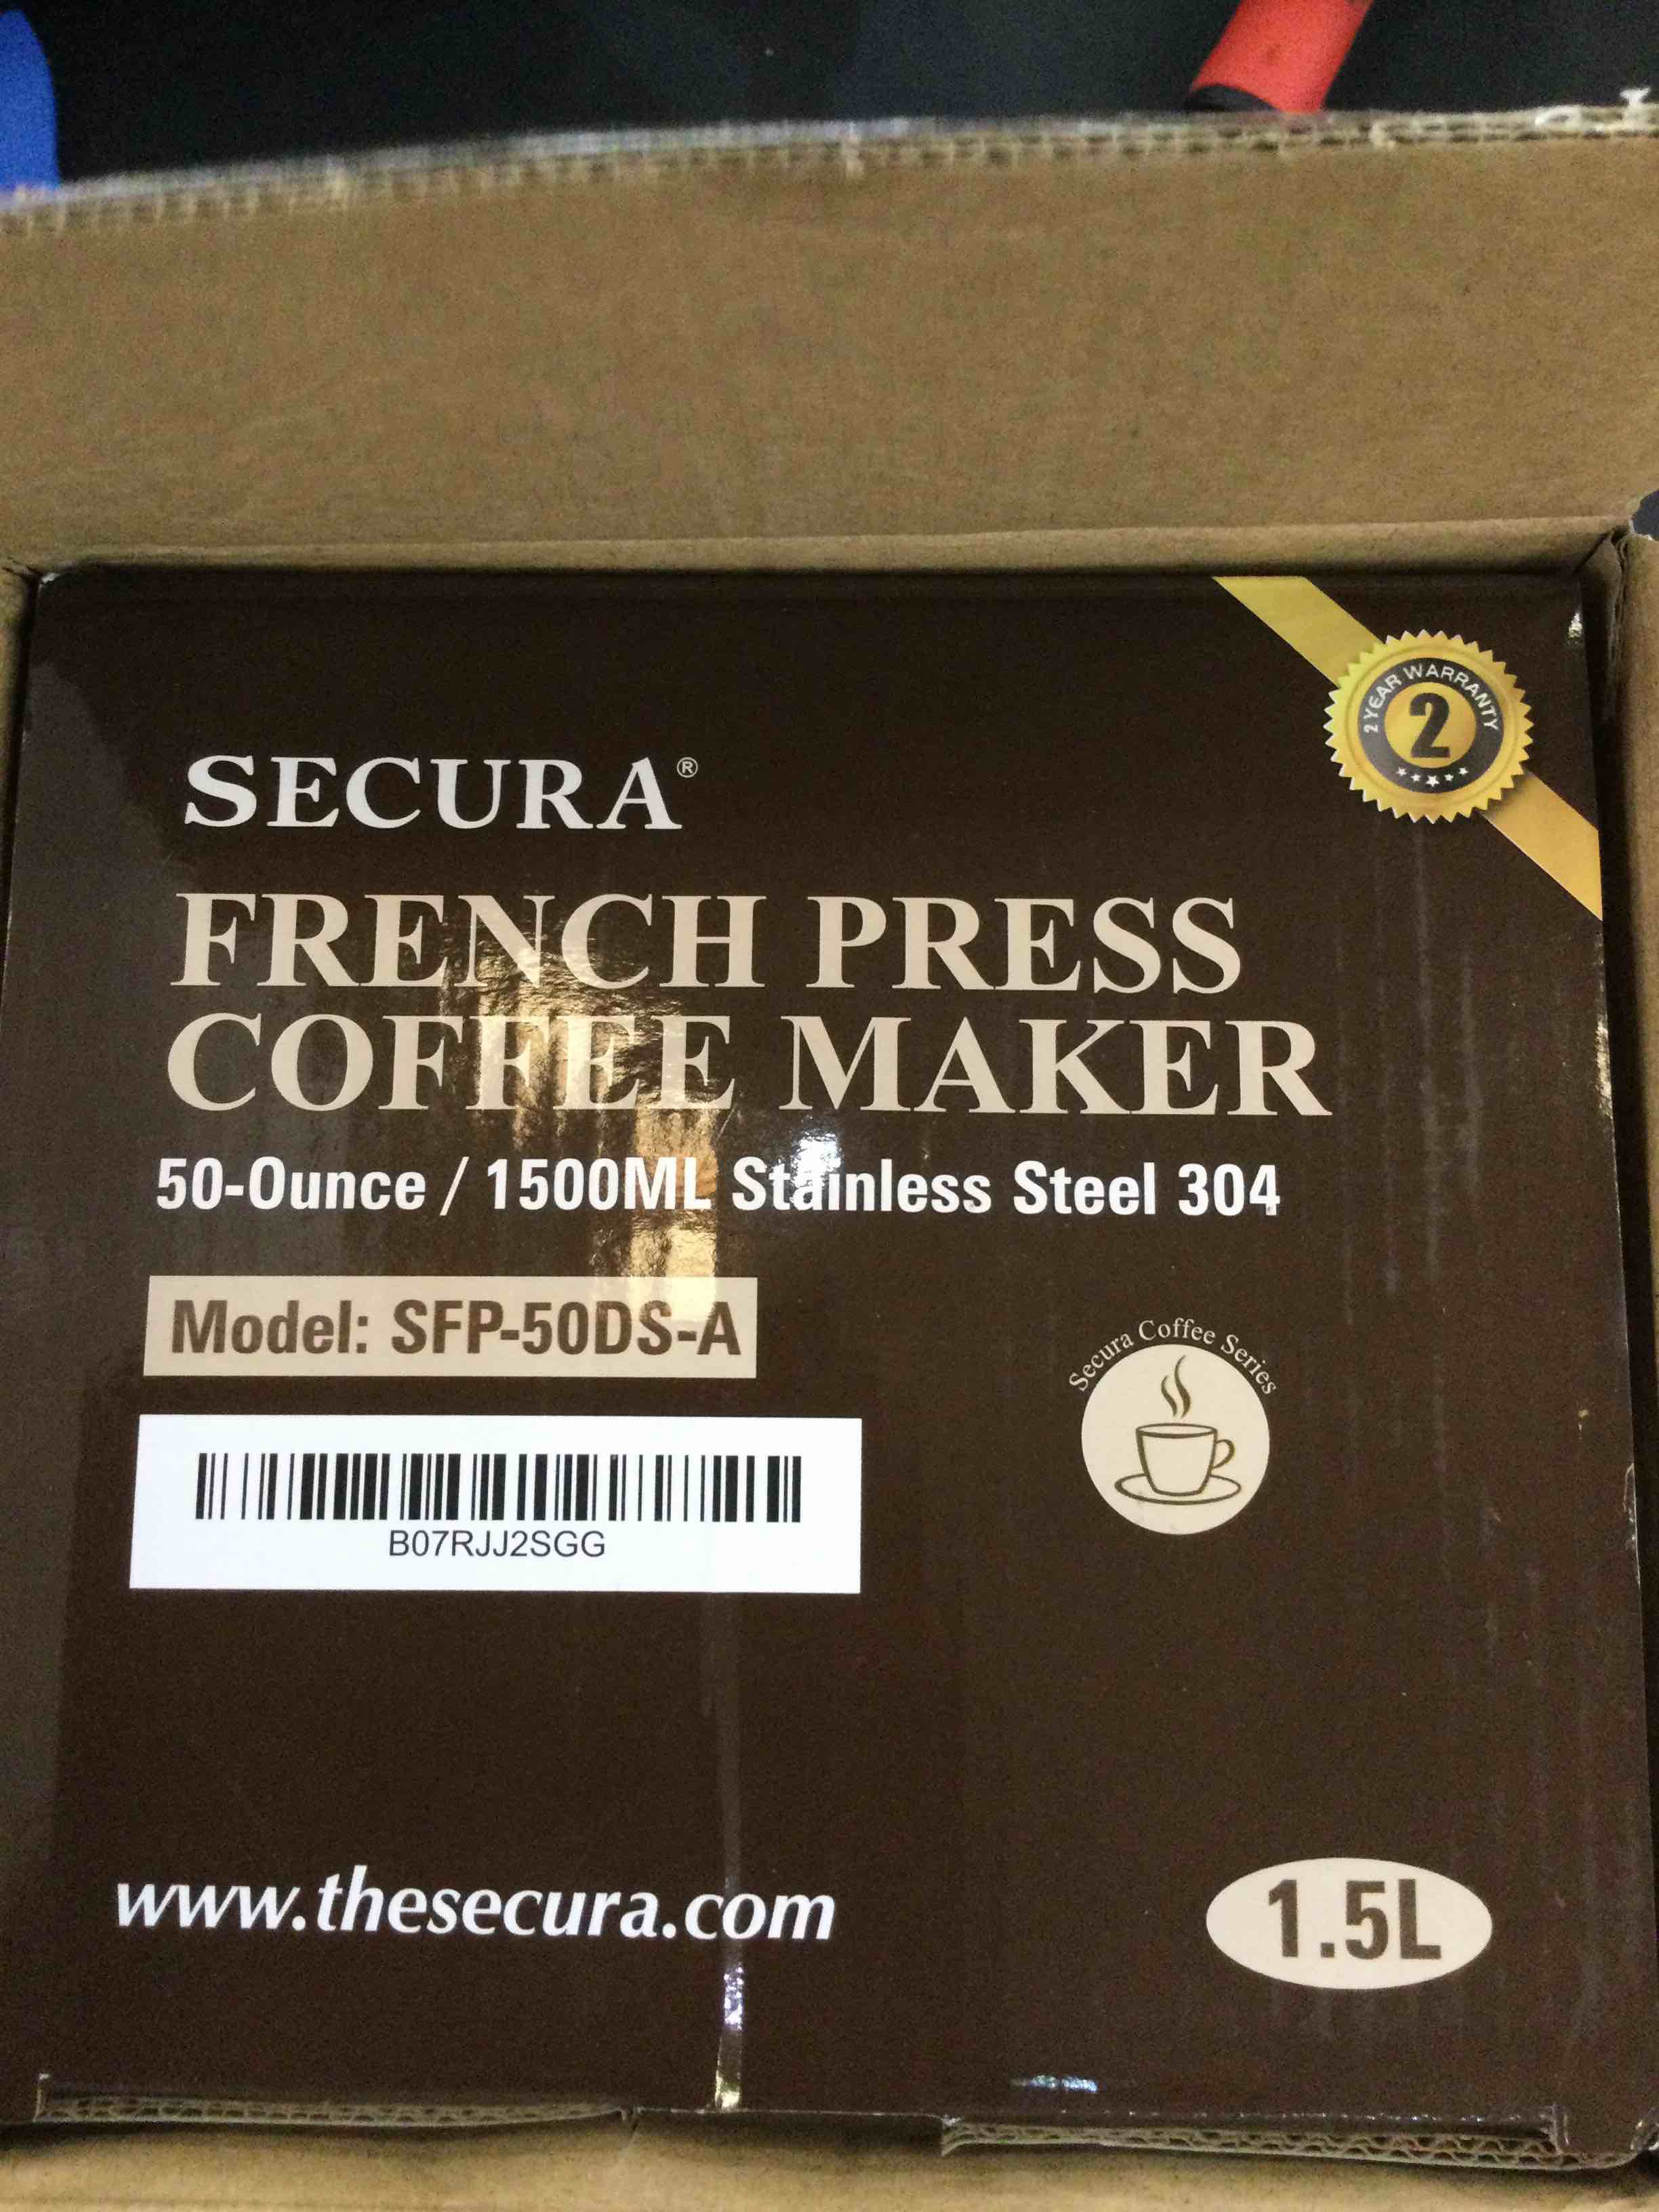 2 YEAR WARRANTY
2
SECURA®
FRENCH PRESS
COFFEE MAKER
50-Ounce / 1500ML Stainless Steel 304
Model: SFP-50DS-A
Secura Coffee Series
B07RJJ2SGG
www.thesecura.com
1.5L